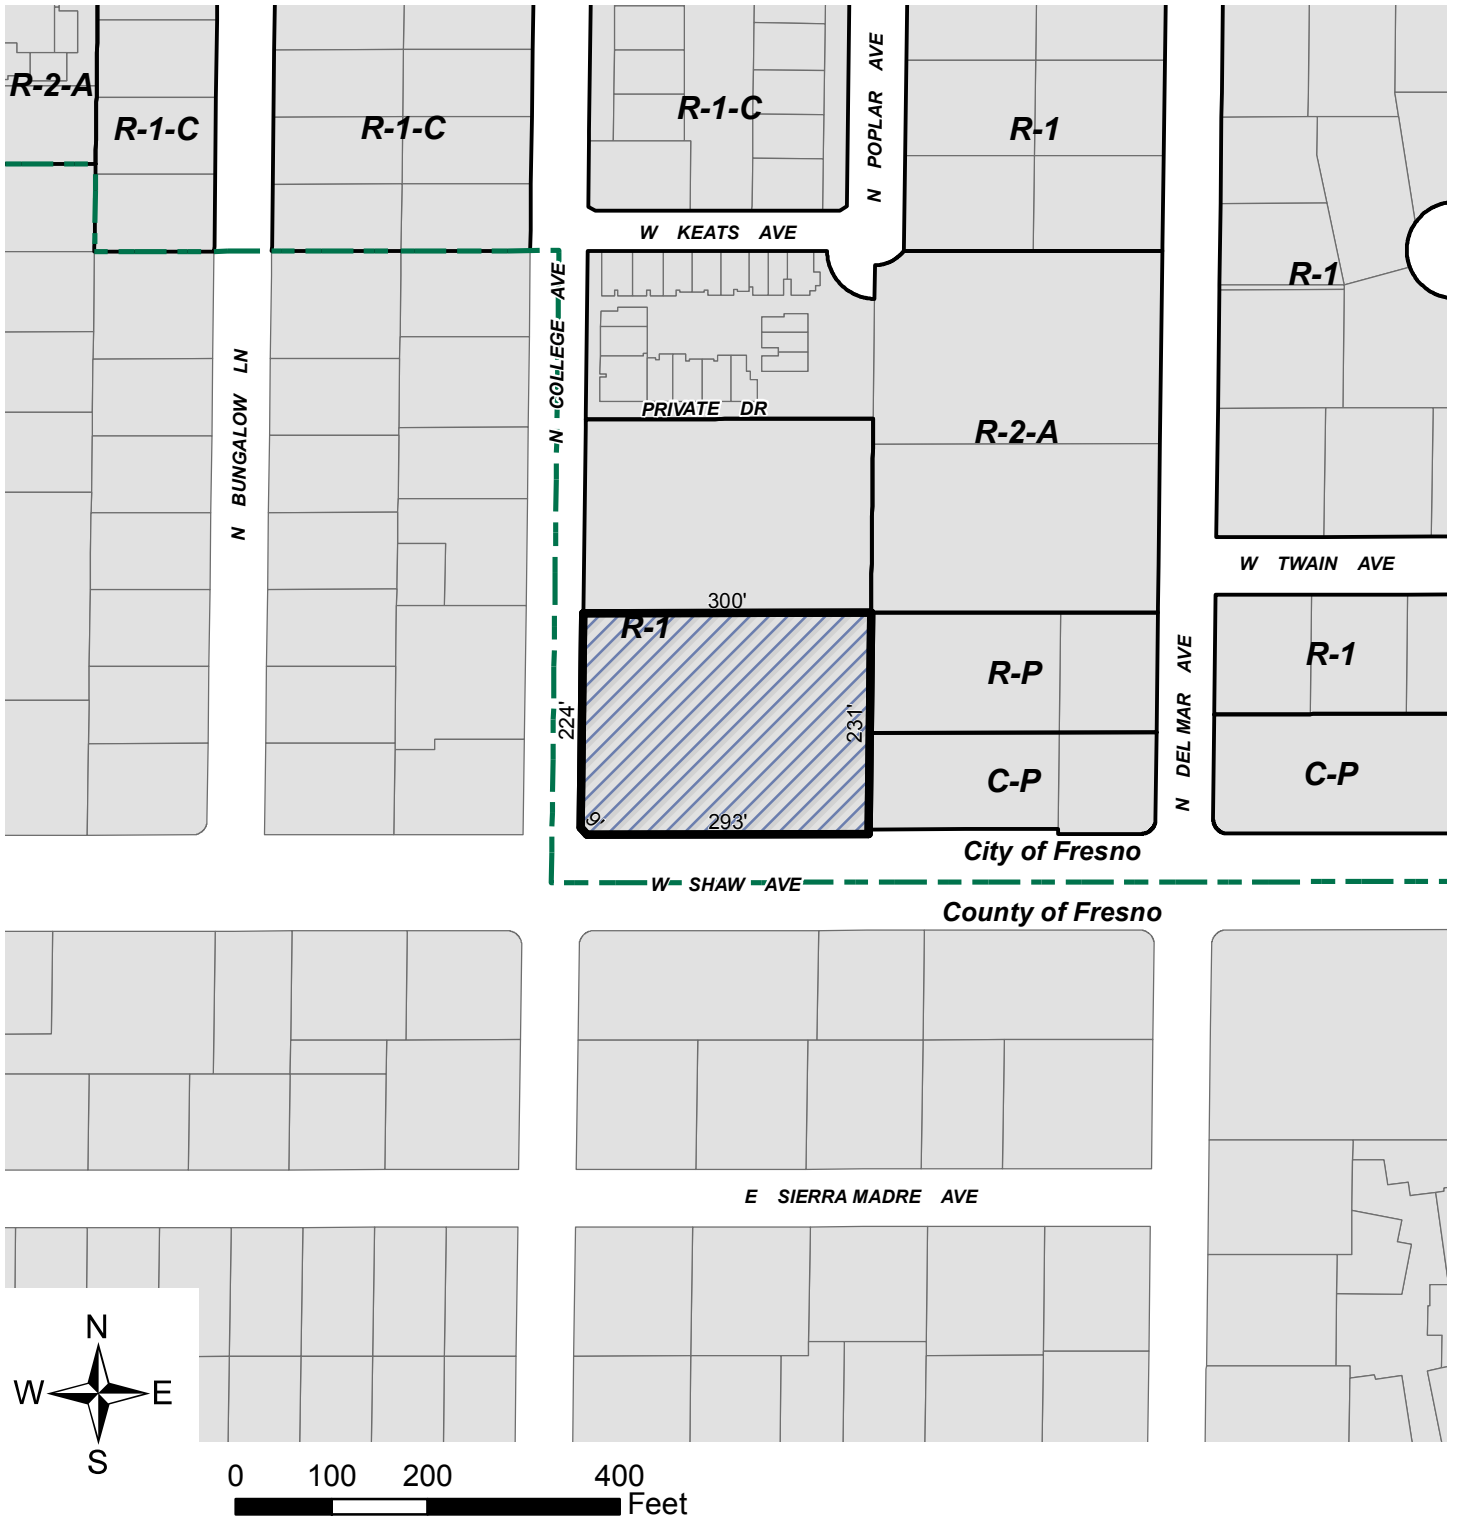 R-2-A
R-1-C
R-1-C
R-1-C
N POPLAR AVE
R-1
W KEATS AVE
R-1
N COLLEGE AVE
N BUNGALOW LN
PRIVATE DR
R-2-A
W TWAIN AVE
300'
R-1
R-P
R-1
224'
231'
N DEL MAR AVE
C-P
C-P
9'
293'
City of Fresno
W SHAW AVE
County of Fresno
E SIERRA MADRE AVE
N
W E
S
0 100 200 400
Feet